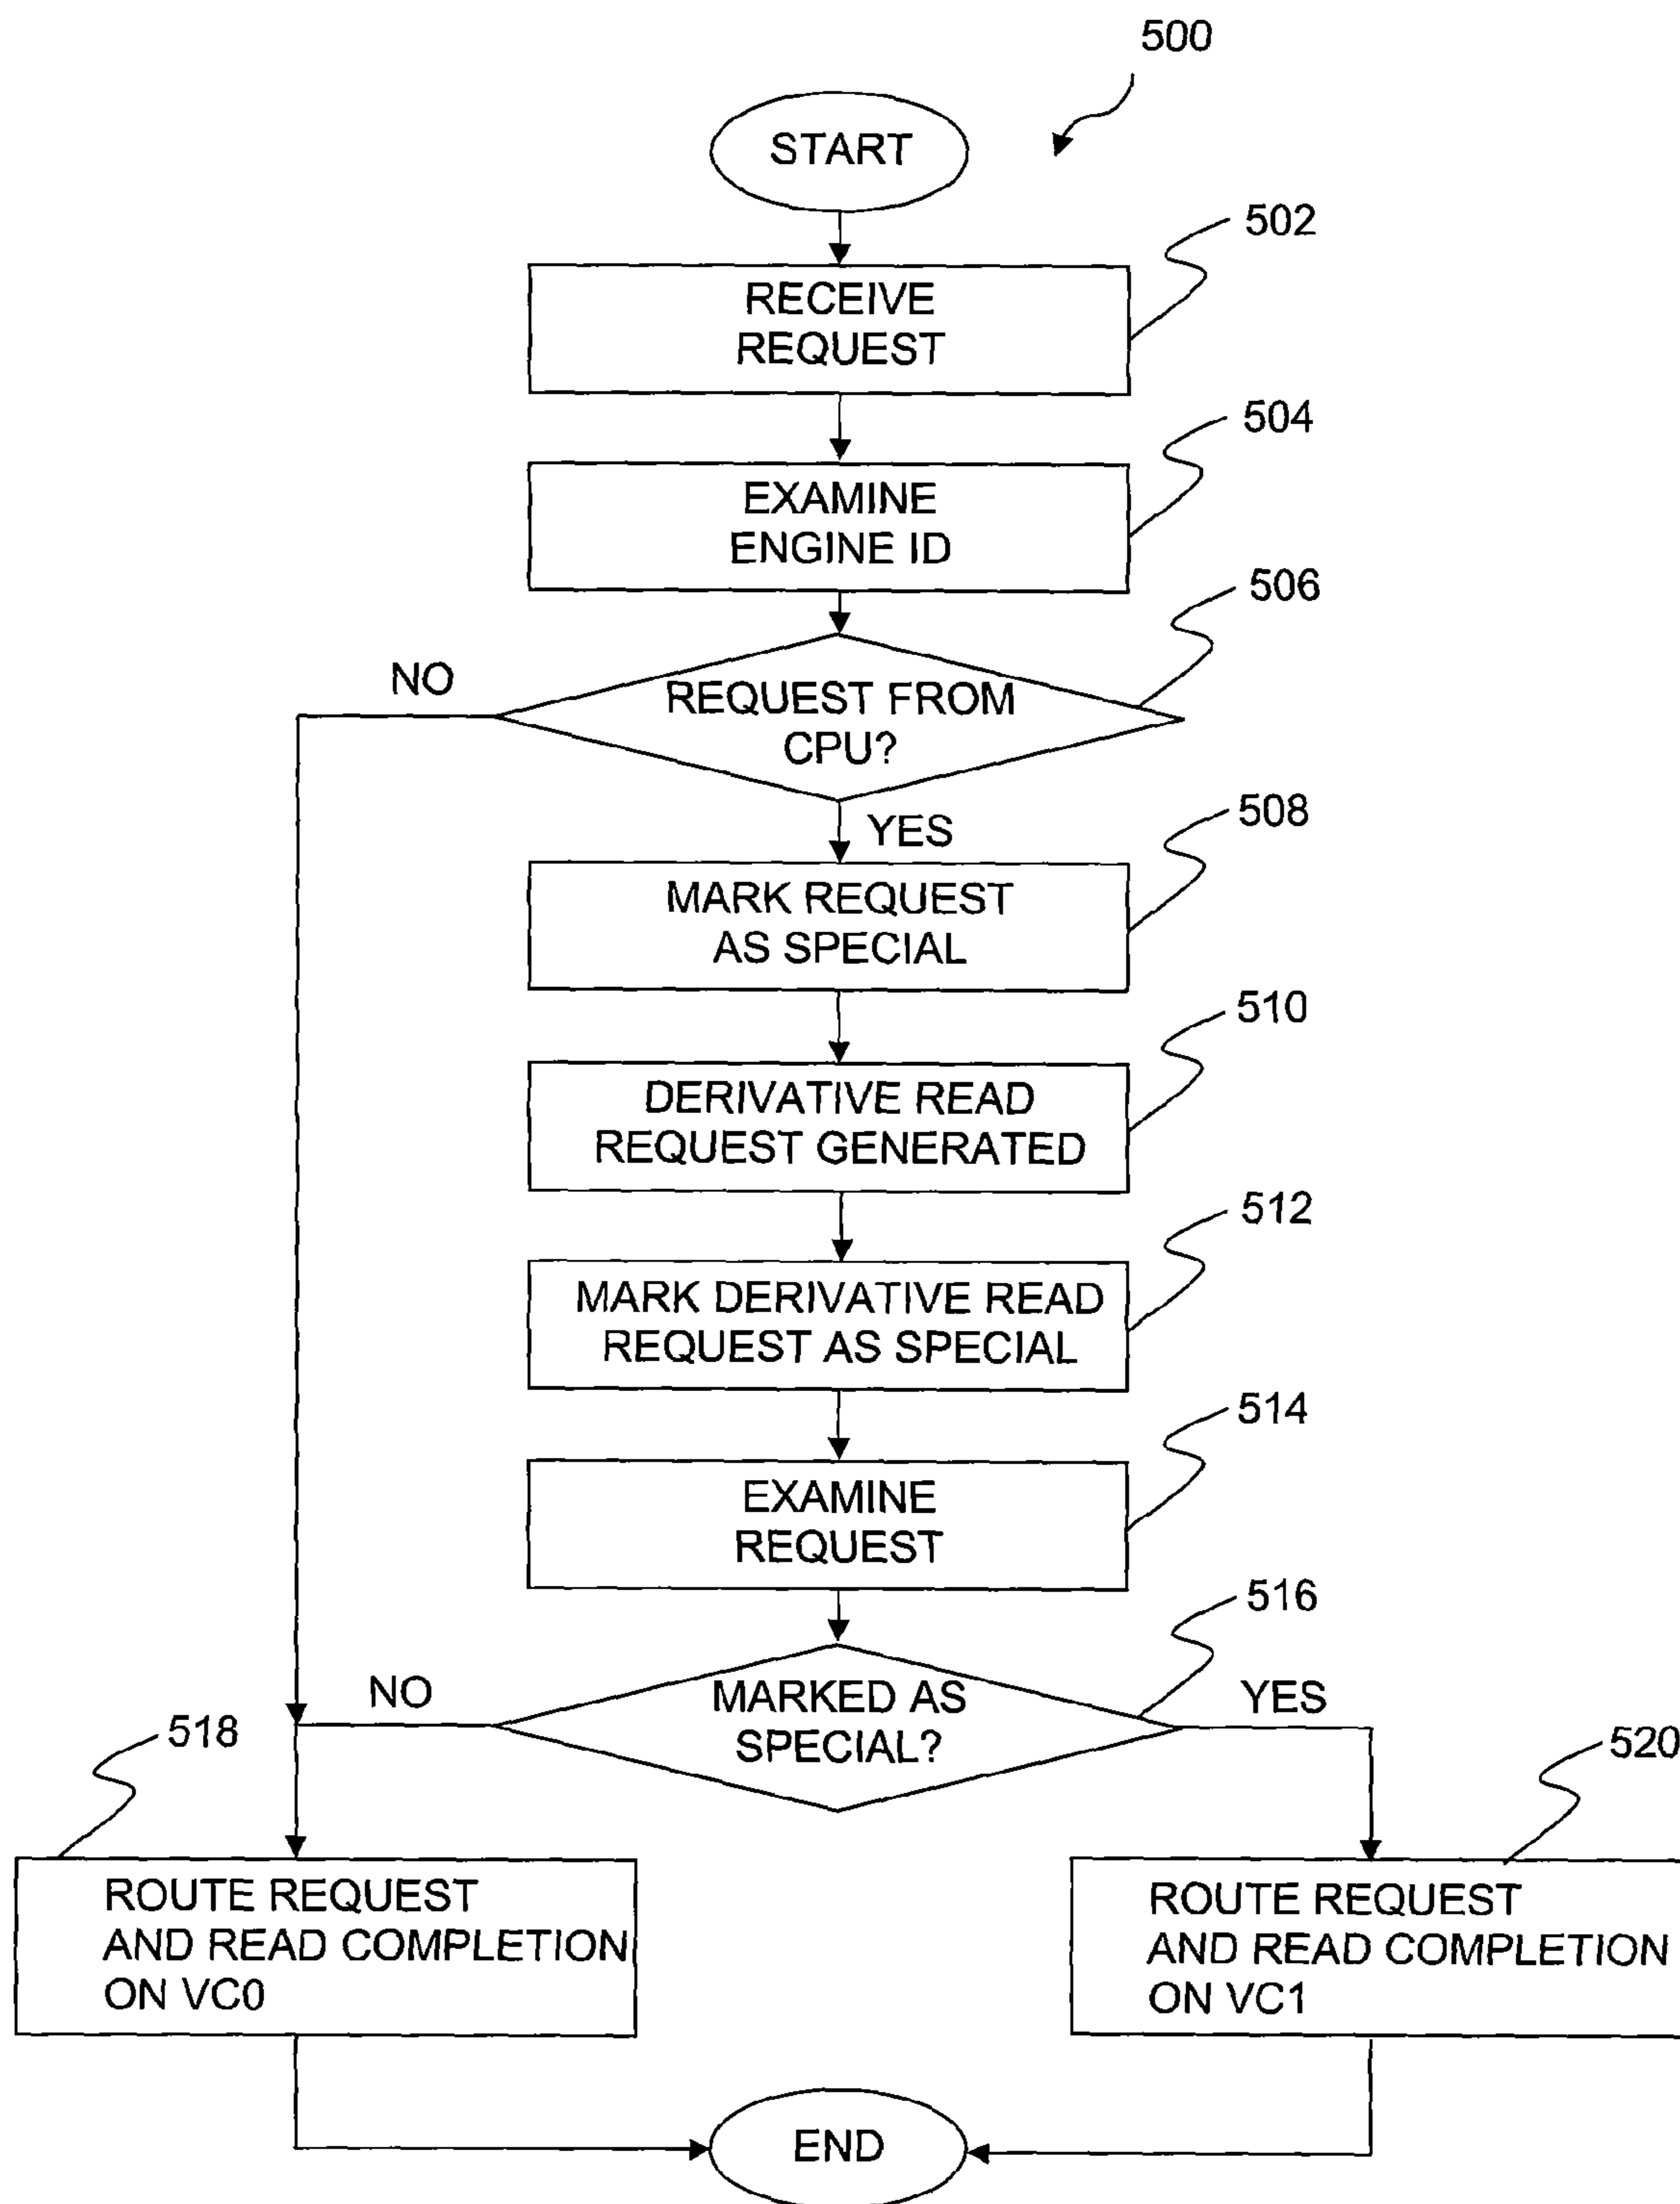 500
START
502
RECEIVE
REQUEST
504
EXAMINE
ENGINE ID
506
NO
REQUEST FROM
CPU?
508
YES
MARK REQUEST
AS SPECIAL
510
DERIVATIVE READ
REQUEST GENERATED
512
MARK DERIVATIVE READ
REQUEST AS SPECIAL
514
EXAMINE
REQUEST
516
NO
MARKED AS
SPECIAL?
YES
518
520
ROUTE REQUEST
AND READ COMPLETION
ON VC0
ROUTE REQUEST
AND READ COMPLETION
ON VC1
END